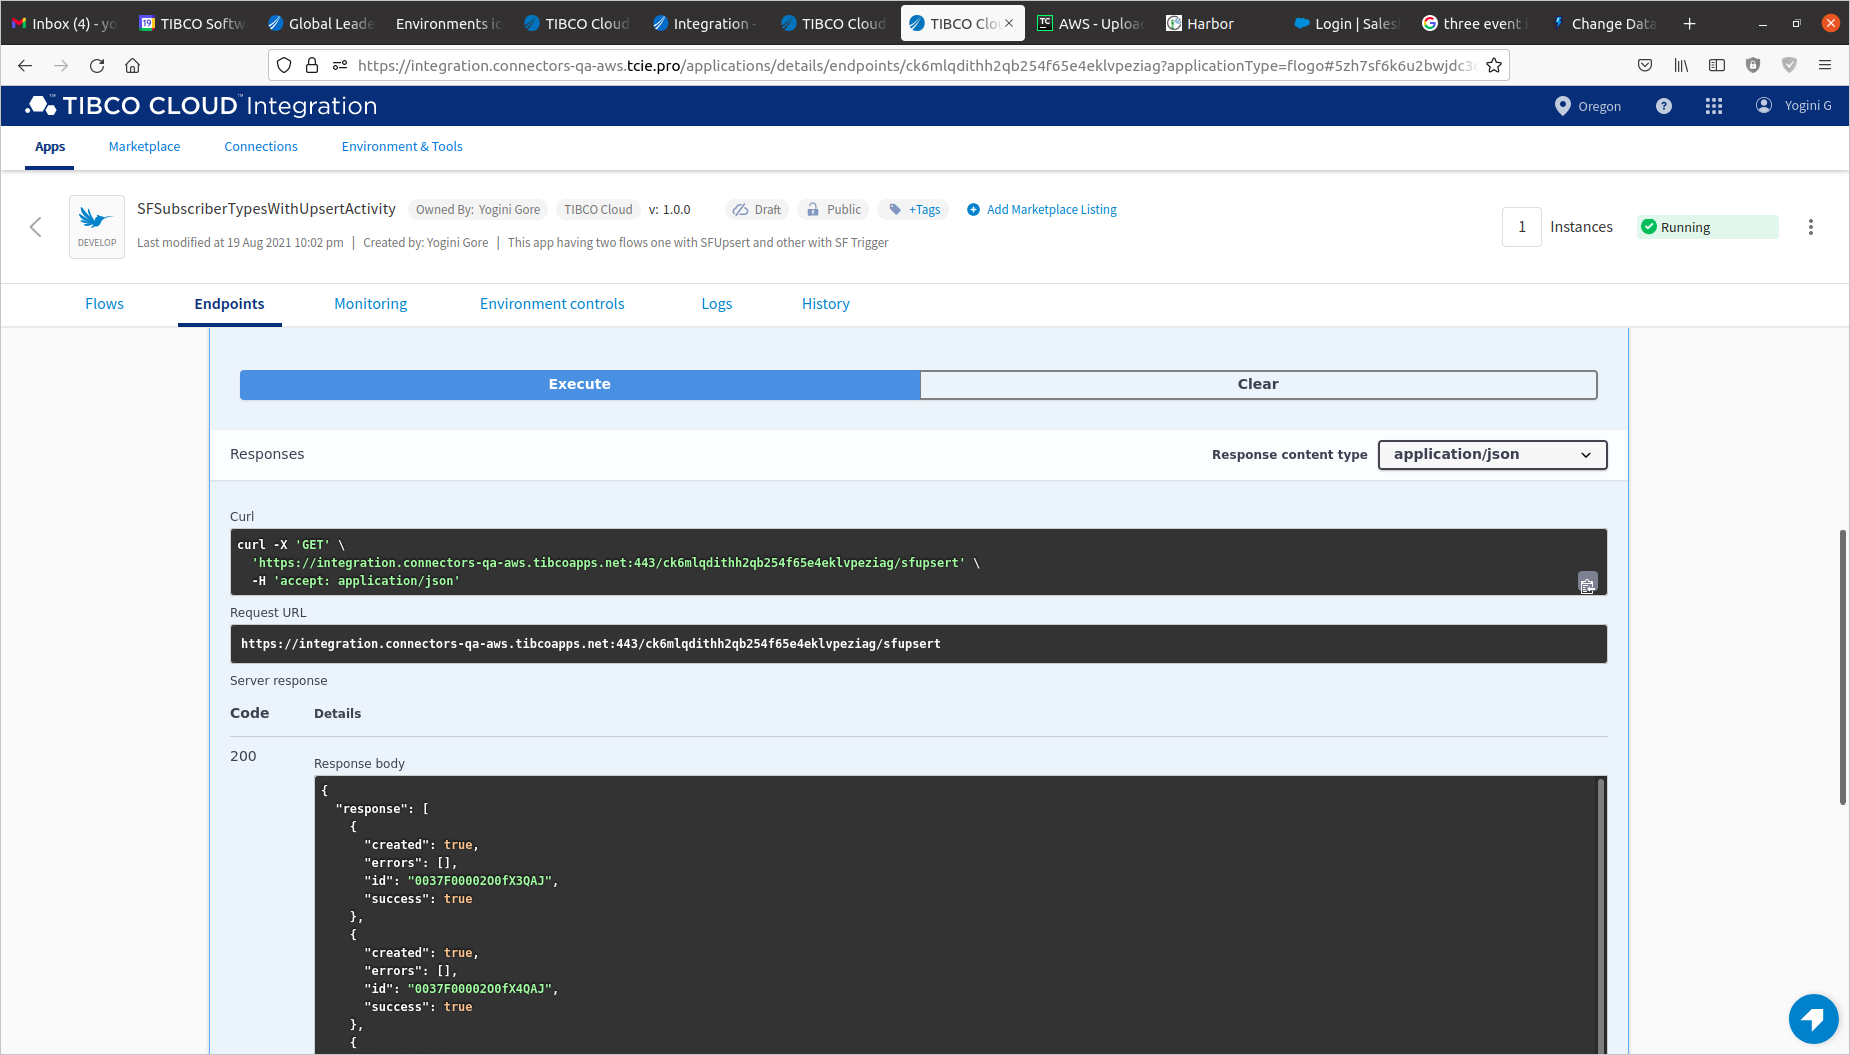 Inbox (4) - yo
19 TIBCO Softw
Global Leade
Environments ic
TIBCO Cloud
Integration -
TIBCO Cloud
TIBCO Clo
TC AWS - Uploa
Harbor
Login | Sales
three event i
Change Data
https://integration.connectors-qa-aws.tcie.pro/applications/details/endpoints/ck6mlqdithh2qb254f65e4eklvpeziag?applicationType=flogo#5zh7sf6k6u2bwjdc3c
TIBCO CLOUD™ Integration
Oregon
?
Yogini G
Apps
Marketplace
Connections
Environment & Tools
DEVELOP
SFSubscriberTypesWithUpsertActivity
Owned By: Yogini Gore
TIBCO Cloud
v: 1.0.0
Draft
Public
+Tags
Add Marketplace Listing
Last modified at 19 Aug 2021 10:02 pm | Created by: Yogini Gore | This app having two flows one with SFUpsert and other with SF Trigger
1
Instances
Running
Flows
Endpoints
Monitoring
Environment controls
Logs
History
Execute
Clear
Responses
Response content type
application/json
Curl
curl -X 'GET' \
'https://integration.connectors-qa-aws.tibcoapps.net:443/ck6mlqdithh2qb254f65e4eklvpeziag/sfupsert' \
-H 'accept: application/json'
Request URL
https://integration.connectors-qa-aws.tibcoapps.net:443/ck6mlqdithh2qb254f65e4eklvpeziag/sfupsert
Server response
Code
Details
200
Response body
{
"response": [
{
"created": true,
"errors": [],
"id": "0037F00002O0fX3QAJ",
"success": true
},
{
"created": true,
"errors": [],
"id": "0037F00002O0fX4QAJ",
"success": true
},
{